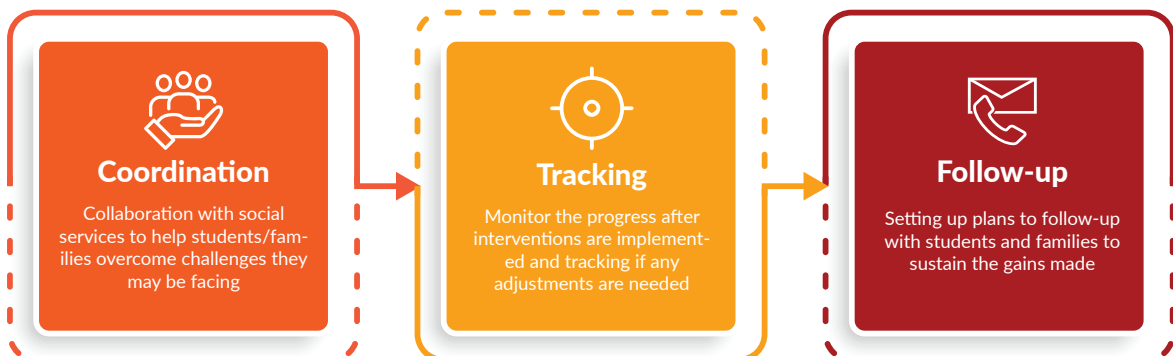 Coordination
Collaboration with social
services to help students/fam-
ilies overcome challenges they
may be facing
Tracking
Monitor the progress after
interventions are implement-
ed and tracking if any
adjustments are needed
Follow-up
Setting up plans to follow-up
with students and families to
sustain the gains made